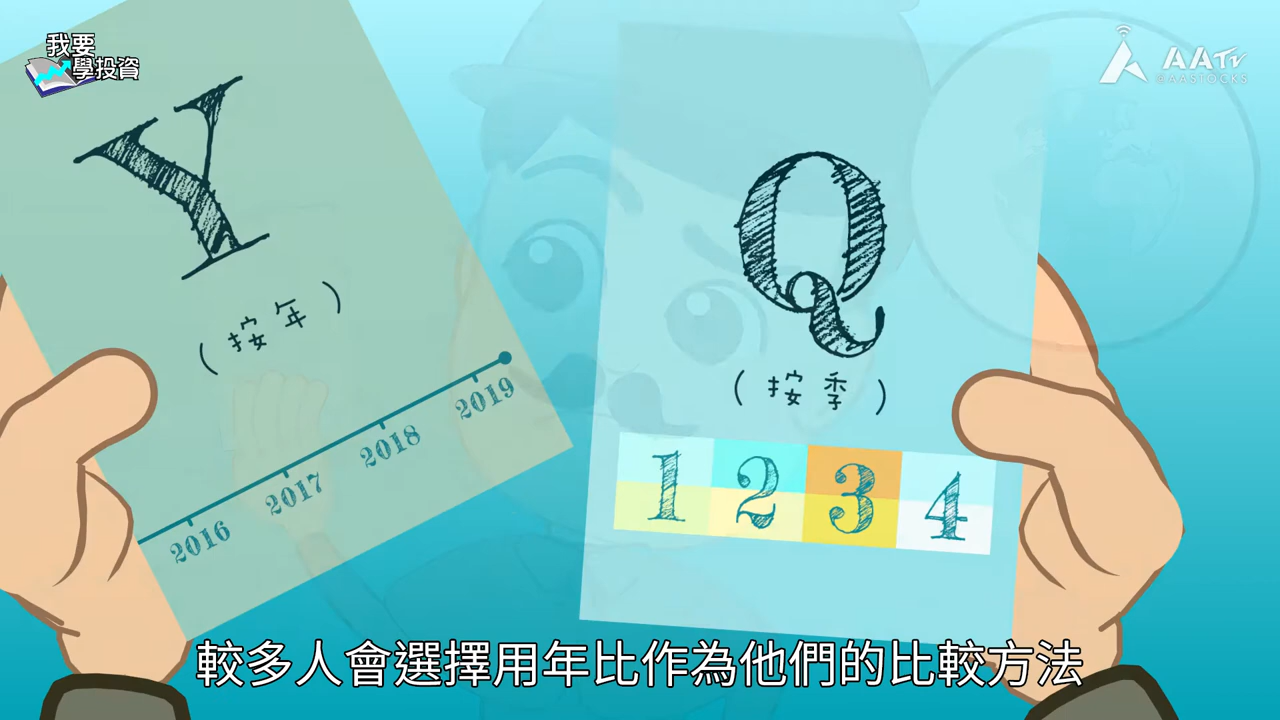 我要
學投資
AATV
@AASTOCKS
Y
(按年)
2016
2017
2018
2019
Q
(按季)
1 2 3 4
較多人會選擇用年比作為他們的比較方法